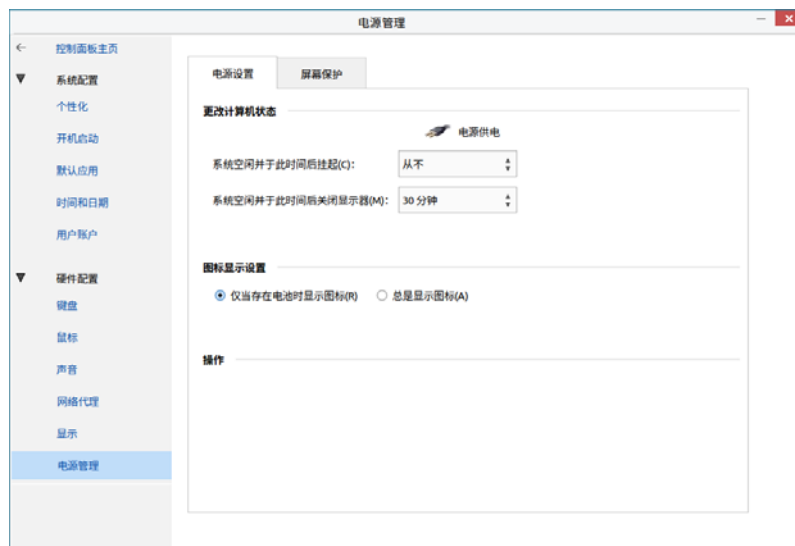 电源管理
控制面板主页
系统配置
个性化
开机启动
默认应用
时间和日期
用户账户
硬件配置
键盘
鼠标
声音
网络代理
显示
电源管理
电源设置
屏幕保护
更改计算机状态
电源供电
系统空闲并于此时间后挂起(C):
从不
系统空闲并于此时间后关闭显示器(M):
30 分钟
图标显示设置
仅当存在电池时显示图标(R)
总是显示图标(A)
操作